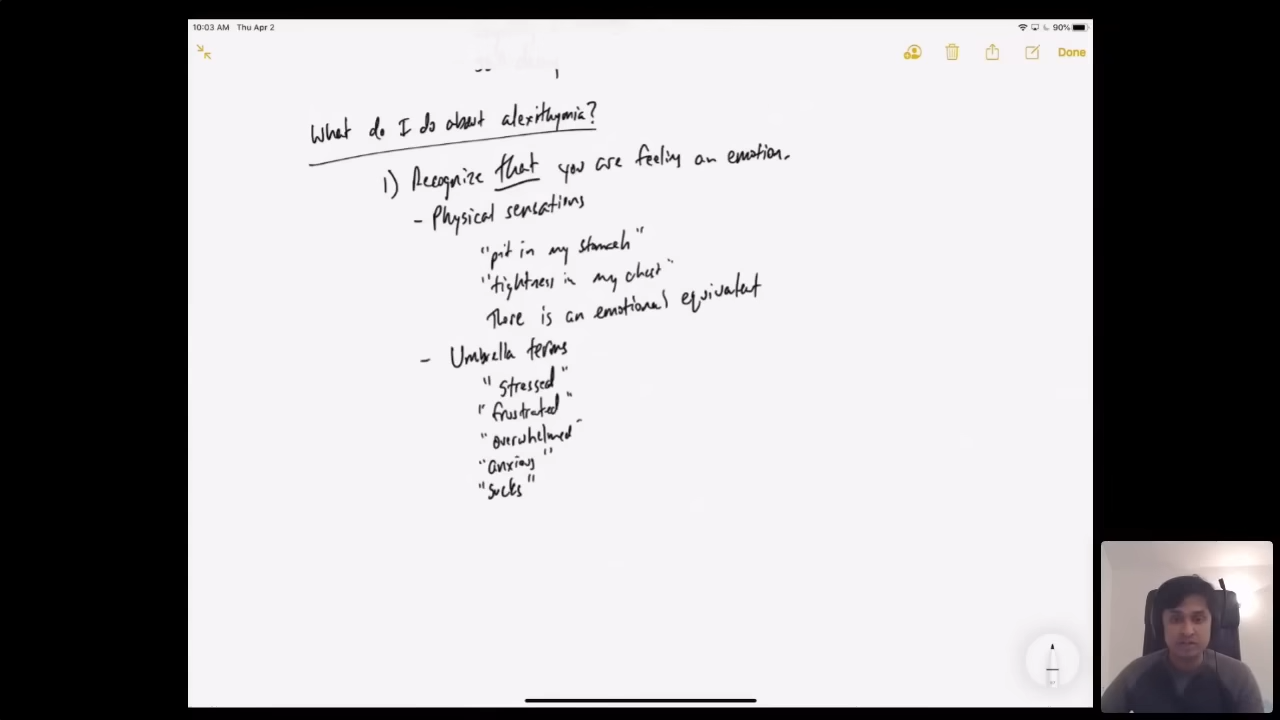 10:03 AM Thu Apr 2
90%
Done
What do I do about alexithymia?
1) Recognize that you are feeling an emotion.
- Physical sensations
"pit in my stomach"
"tightness in my chest"
There is an emotional equivalent
- Umbrella terms
"stressed"
"frustrated"
"overwhelmed"
"anxious"
"sucks"